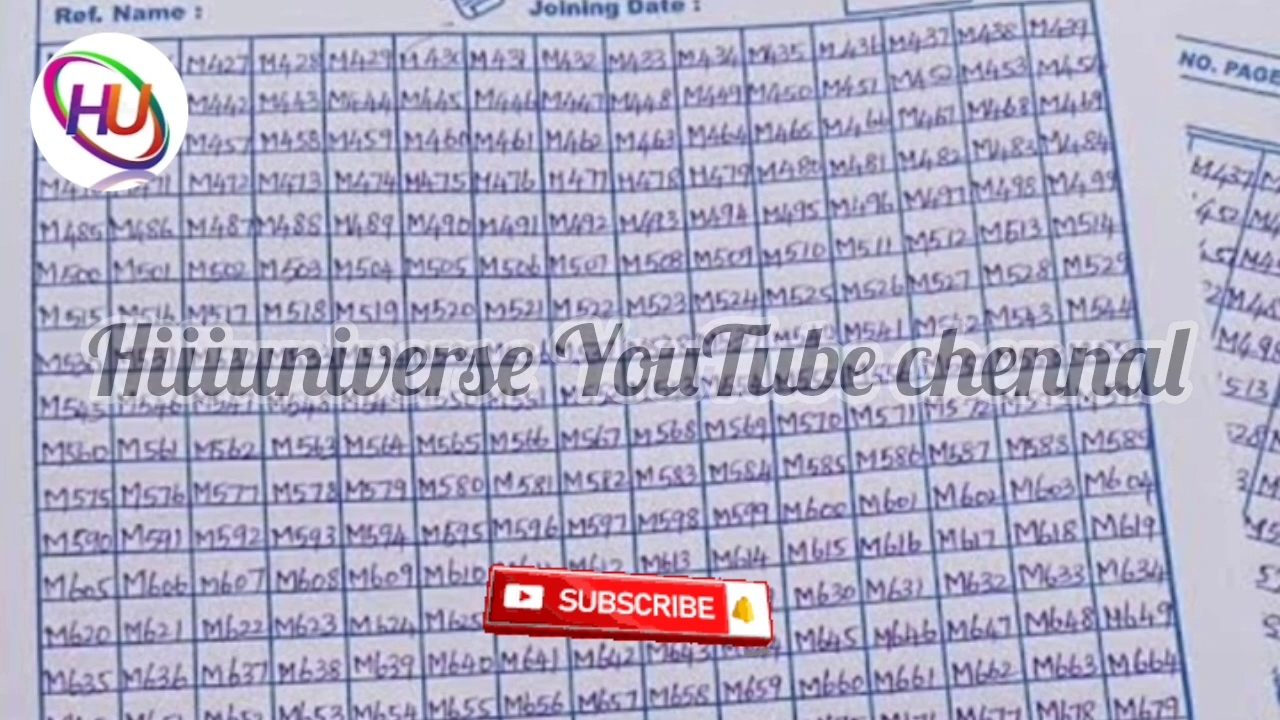 Ref. Name : Joining Date :
HU M427 M428 M429 M430 M431 M432 M433 M434 M435 M436 M437 M438 M439
NO. PAGE
M442 M443 M444 M445 M446 M447 M448 M449 M450 M451 M452 M453 M454
M457 M458 M459 M460 M461 M462 M463 M464 M465 M466 M467 M468 M469
M472 M473 M474 M475 M476 M477 M478 M479 M480 M481 M482 M483 M484
M485 M486 M487 M488 M489 M490 M491 M492 M493 M494 M495 M496 M497 M498 M499
M500 M501 M502 M503 M504 M505 M506 M507 M508 M509 M510 M511 M512 M513 M514
M515 M516 M517 M518 M519 M520 M521 M522 M523 M524 M525 M526 M527 M528 M529
M541 M542 M543 M544
Hiiiuniverse YouTube chennal
M545 M546
M560 M561 M562 M563 M564 M565 M566 M567 M568 M569 M570 M571 M572
M575 M576 M577 M578 M579 M580 M581 M582 M583 M584 M585 M586 M587 M588 M589
M590 M591 M592 M593 M594 M595 M596 M597 M598 M599 M600 M601 M602 M603 M604
M605 M606 M607 M608 M609 M610 M613 M614 M615 M616 M617 M618 M619
SUBSCRIBE
M620 M621 M622 M623 M624 M625 M630 M631 M632 M633 M634
M635 M636 M637 M638 M639 M640 M641 M642 M643 M645 M646 M647 M648 M649
M653 M654 M655 M656 M657 M658 M659 M660 M661 M662 M663 M664
M677 M678 M679
M437